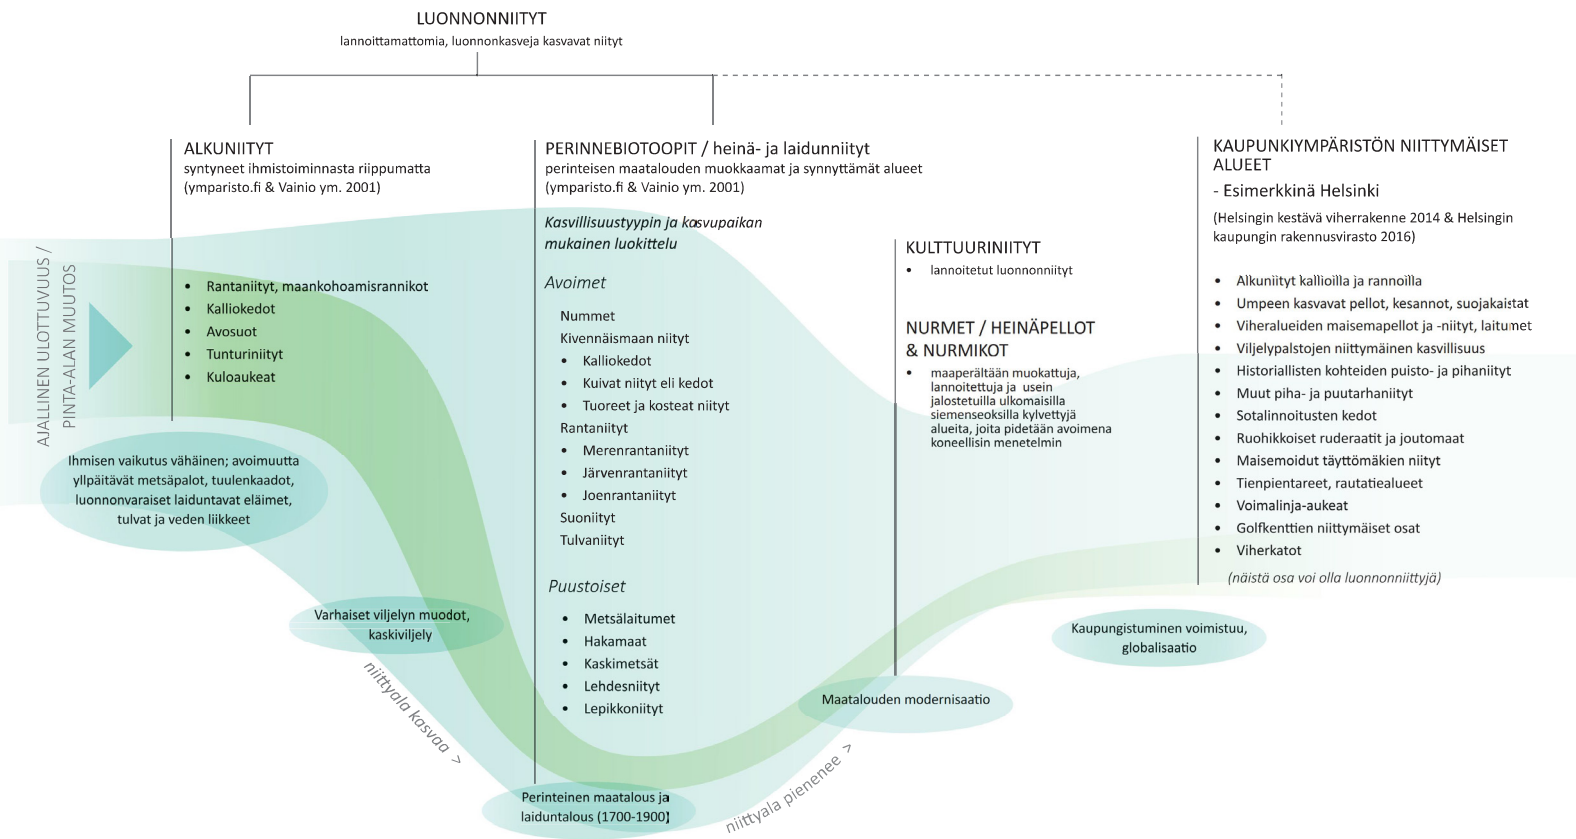 LUONNONNIITYT
lannoittamattomia, luonnonkasveja kasvavat niityt
AJALLINEN ULOTTUVUUS /
PINTA-ALAN MUUTOS
ALKUNIITYT
syntyneet ihmistoiminnasta riippumatta
(ymparisto.fi & Vainio ym. 2001)
• Rantaniityt, maankohoamisrannikot
• Kalliokedot
• Avosuot
• Tunturiniityt
• Kuloaukeat
Ihmisen vaikutus vähäinen; avoimuutta
yllpäitävät metsäpalot, tuulenkaadot,
luonnonvaraiset laiduntavat eläimet,
tulvat ja veden liikkeet
Varhaiset viljelyn muodot,
kaskiviljely
niittyala kasvaa >
PERINNEBIOTOOPIT / heinä- ja laidunniityt
perinteisen maatalouden muokkaamat ja synnyttämät alueet
(ymparisto.fi & Vainio ym. 2001)
Kasvillisuustyypin ja kasvupaikan
mukainen luokittelu
Avoimet
Nummet
Kivennäismaan niityt
• Kalliokedot
• Kuivat niityt eli kedot
• Tuoreet ja kosteat niityt
Rantaniityt
• Merenrantaniityt
• Järvenrantaniityt
• Joenrantaniityt
Suoniityt
Tulvaniityt
Puustoiset
• Metsälaitumet
• Hakamaat
• Kaskimetsät
• Lehdesniityt
• Lepikkoniityt
Perinteinen maatalous ja
laiduntalous (1700-1900)
niittyala pienenee >
KULTTUURINIITYT
• lannoitetut luonnonniityt
NURMET / HEINÄPELLOT
& NURMIKOT
• maaperältään muokattuja,
lannoitettuja ja usein
jalostetuilla ulkomaisilla
siemenseoksilla kylvettyjä
alueita, joita pidetään avoimena
koneellisin menetelmin
Maatalouden modernisaatio
KAUPUNKIYMPÄRISTÖN NIITTYMÄISET
ALUEET
- Esimerkkinä Helsinki
(Helsingin kestävä viherrakenne 2014 & Helsingin
kaupungin rakennusvirasto 2016)
• Alkuniityt kallioilla ja rannoilla
• Umpeen kasvavat pellot, kesannot, suojakaistat
• Viheralueiden maisemapellot ja -niityt, laitumet
• Viljelypalstojen niittymäinen kasvillisuus
• Historiallisten kohteiden puisto- ja pihaniityt
• Muut piha- ja puutarhaniityt
• Sotalinnoitusten kedot
• Ruohikkoiset ruderaatit ja joutomaat
• Maisemoidut täyttömäkien niityt
• Tienpientareet, rautatiealueet
• Voimalinja-aukeat
• Golfkenttien niittymäiset osat
• Viherkatot
(näistä osa voi olla luonnonniittyjä)
Kaupungistuminen voimistuu,
globalisaatio